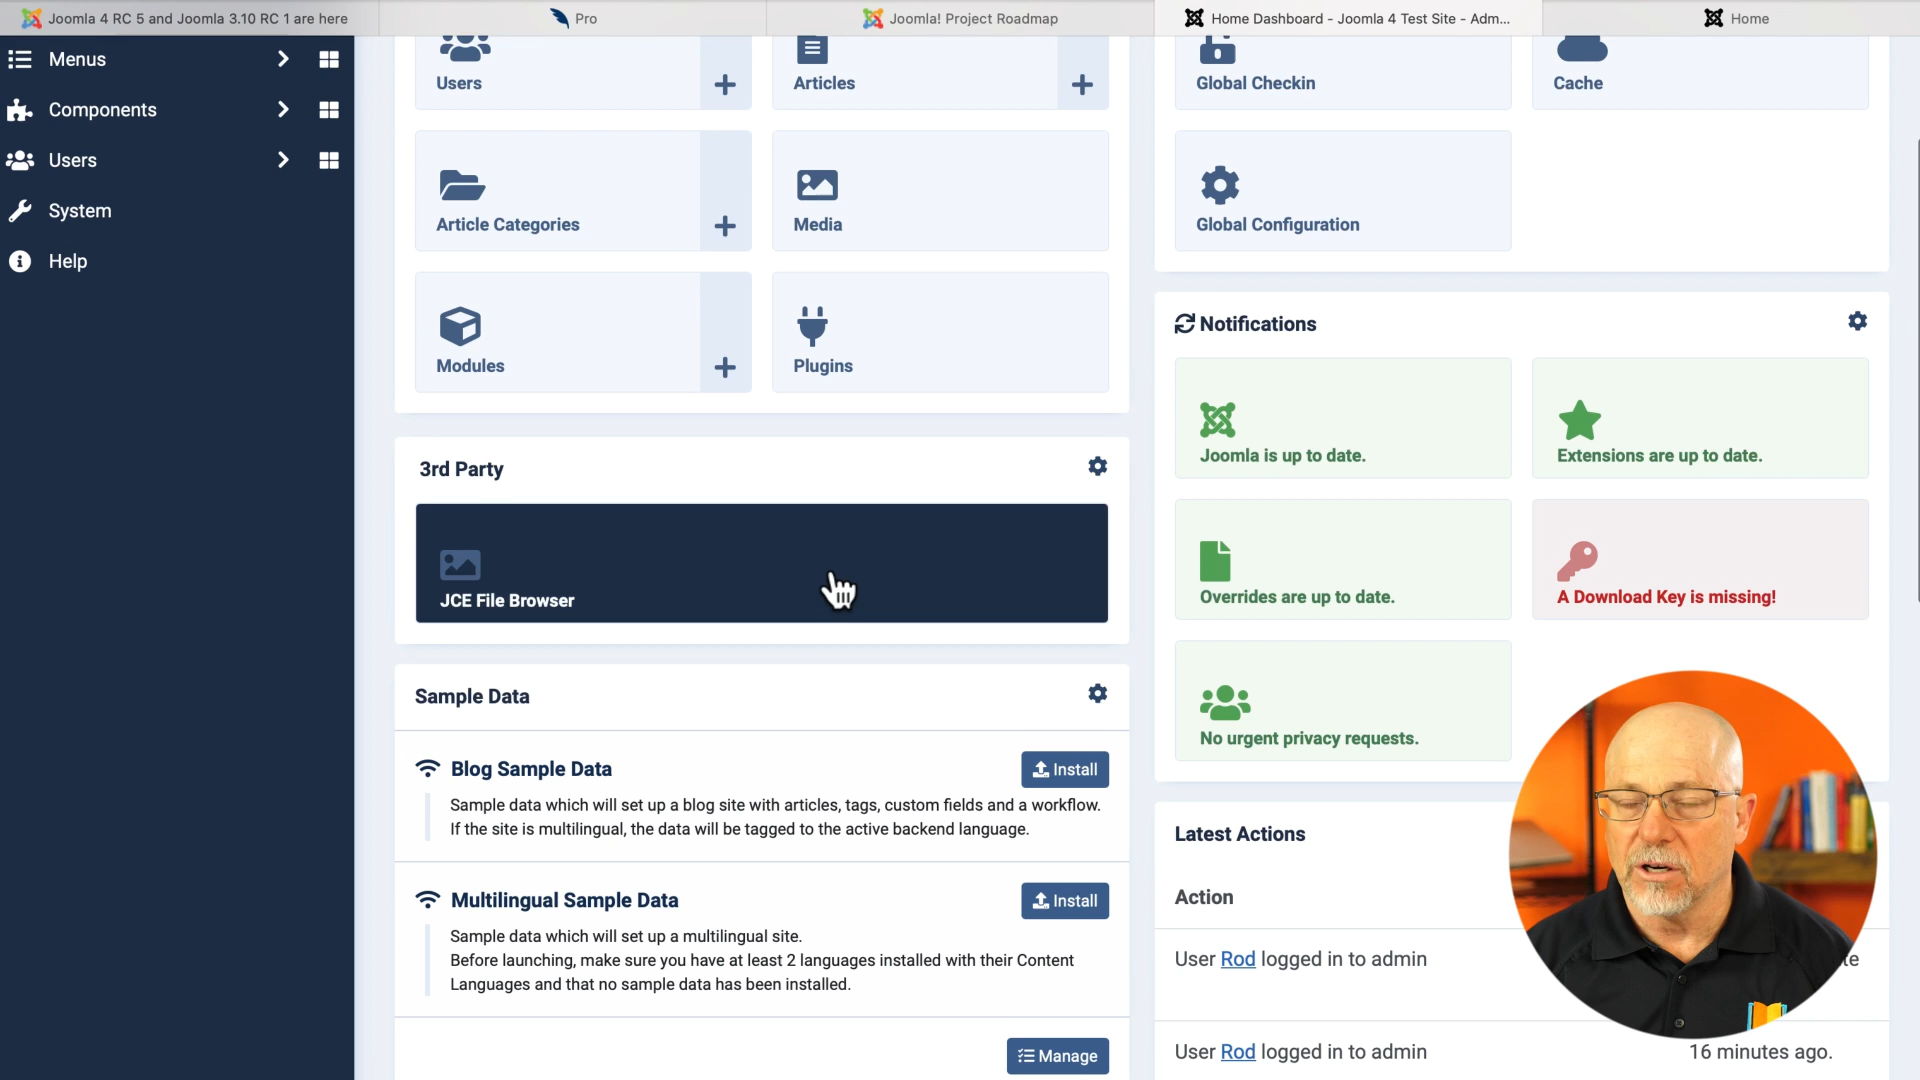 Joomla 4 RC 5 and Joomla 3.10 RC 1 are here
Pro
Joomla! Project Roadmap
Home Dashboard - Joomla 4 Test Site - Adm...
Home
Menus
Components
Users
System
Help
Users
Articles
Article Categories
Media
Modules
Plugins
3rd Party
JCE File Browser
Sample Data
Blog Sample Data
Install
Sample data which will set up a blog site with articles, tags, custom fields and a workflow.
If the site is multilingual, the data will be tagged to the active backend language.
Multilingual Sample Data
Install
Sample data which will set up a multilingual site.
Before launching, make sure you have at least 2 languages installed with their Content
Languages and that no sample data has been installed.
Manage
Global Checkin
Cache
Global Configuration
Notifications
Joomla is up to date.
Extensions are up to date.
Overrides are up to date.
A Download Key is missing!
No urgent privacy requests.
Latest Actions
Action
User Rod logged in to admin
User Rod logged in to admin
16 minutes ago.